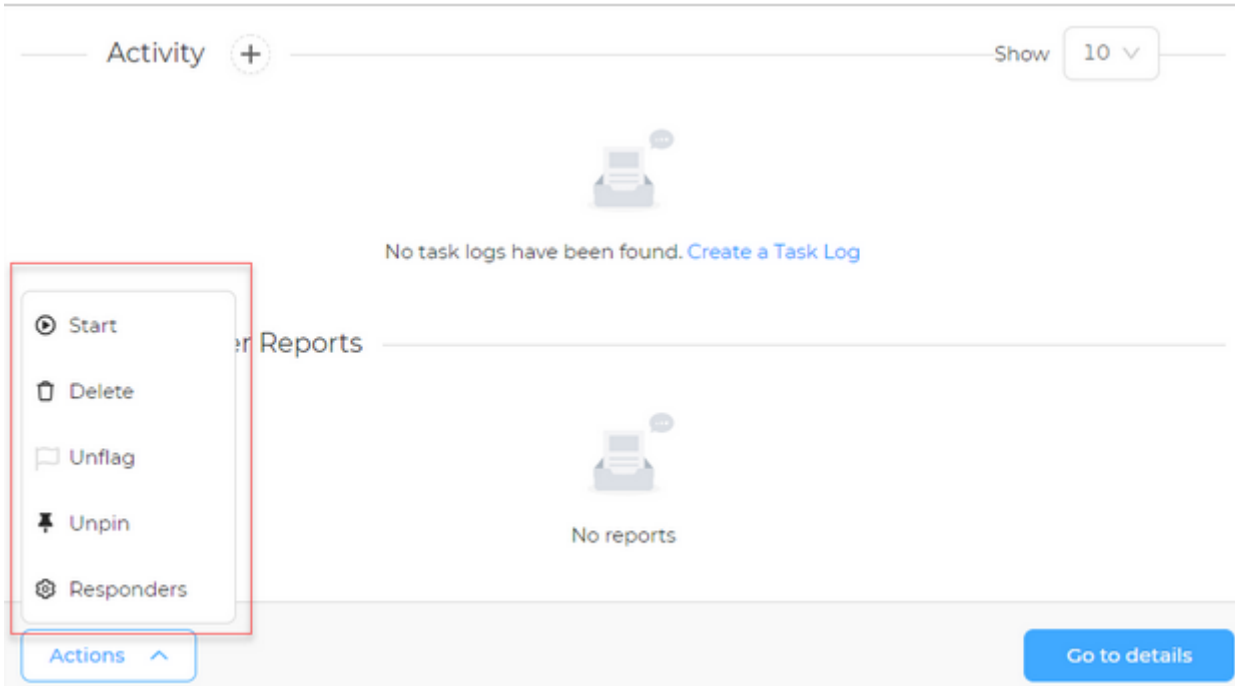 Activity
Show 10
No task logs have been found. Create a Task Log
Start
er Reports
Delete
Unflag
Unpin
No reports
Responders
Actions
Go to details